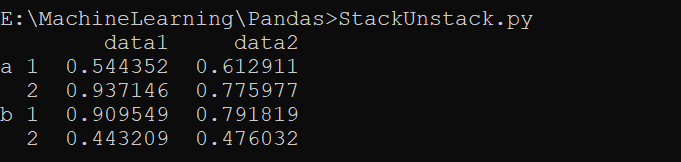 E:\MachineLearning\Pandas>StackUnstack.py
data1 data2
a 1 0.544352 0.612911
2 0.937146 0.775977
b 1 0.909549 0.791819
2 0.443209 0.476032